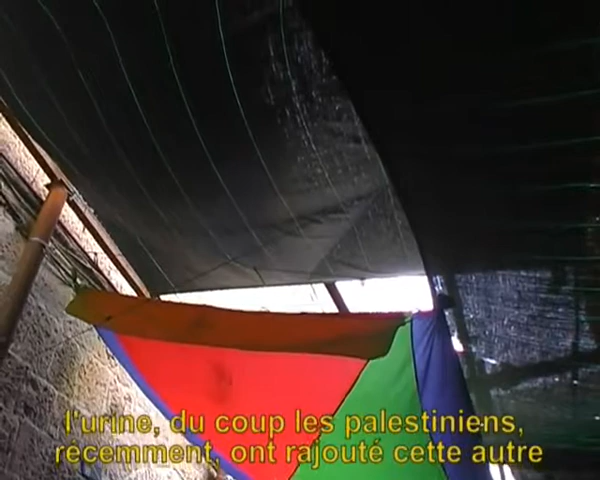 l'urine, du coup les palestiniens,
récemment, ont rajouté cette autre